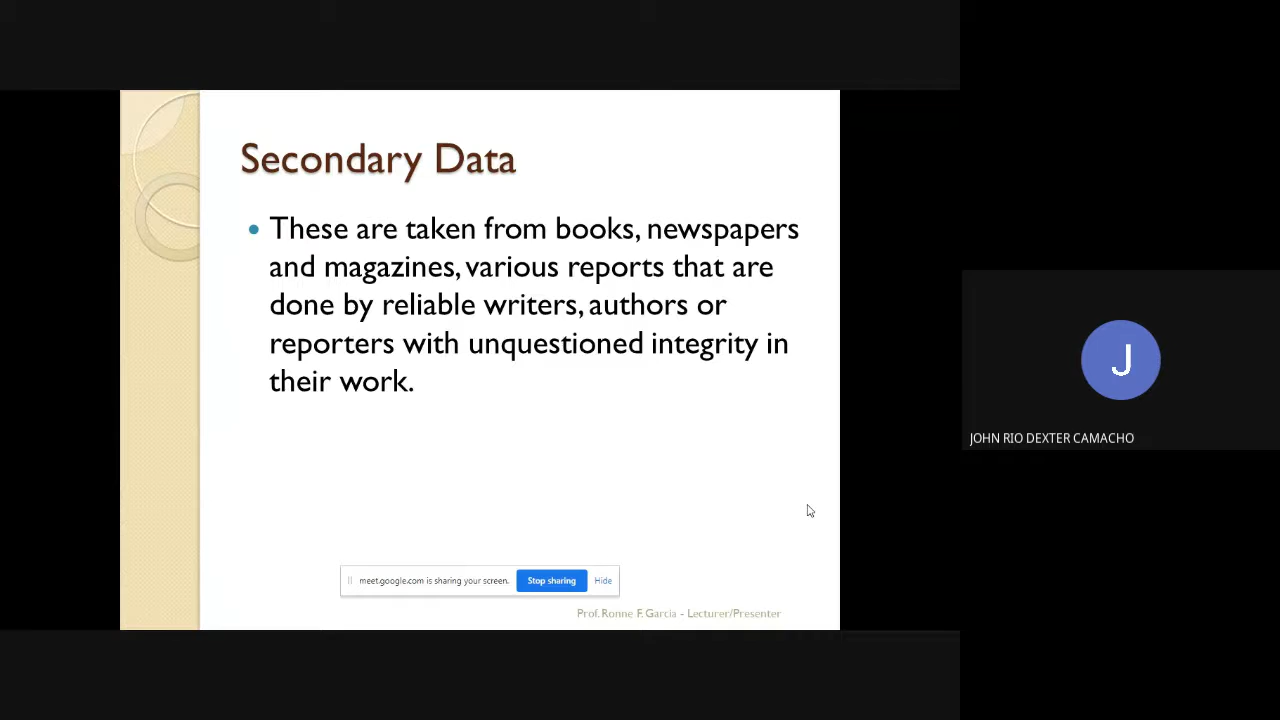 Secondary Data
• These are taken from books, newspapers
and magazines, various reports that are
done by reliable writers, authors or
reporters with unquestioned integrity in
their work.
meet.google.com is sharing your screen. Stop sharing Hide
Prof. Ronne F. Garcia - Lecturer/Presenter
J
JOHN RIO DEXTER CAMACHO